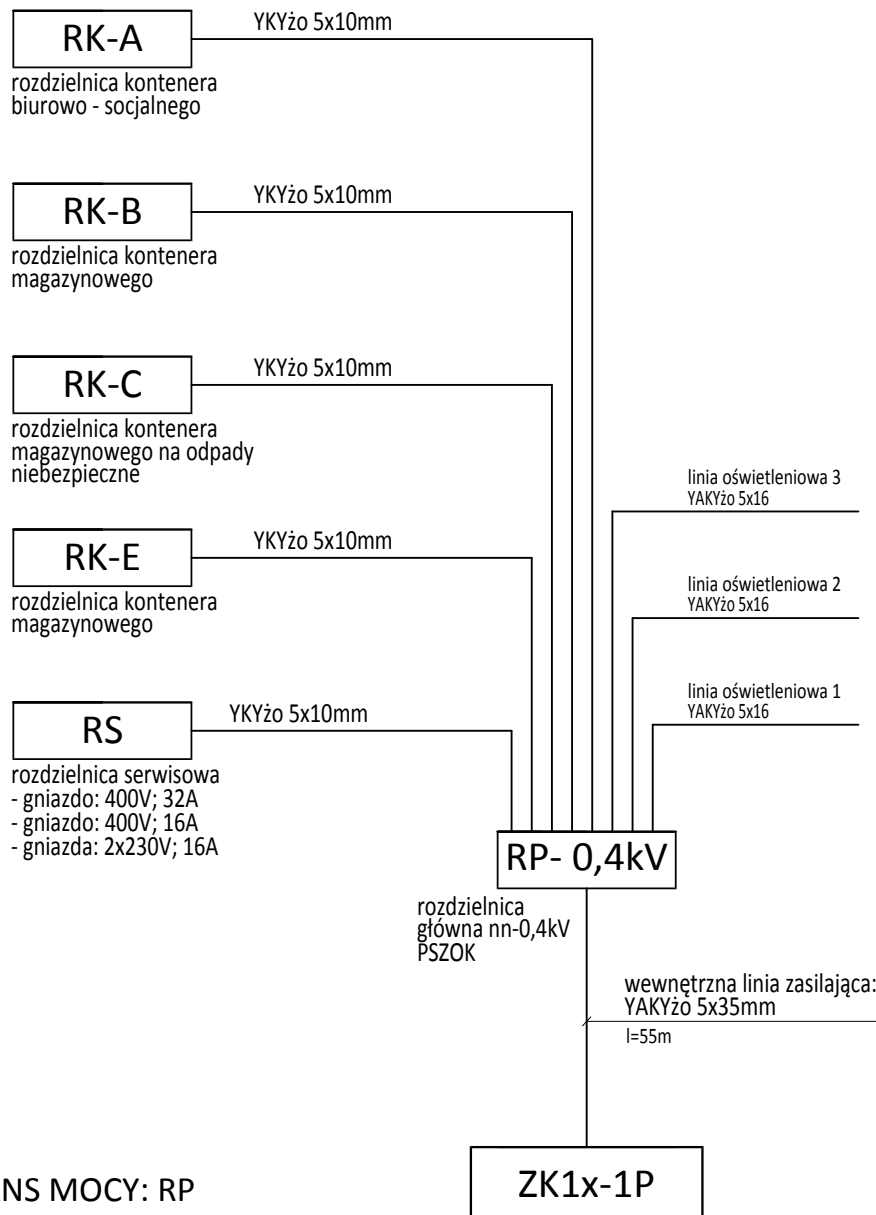 RK-A
YKYżo 5x10mm
rozdzielnica kontenera
biurowo - socjalnego
RK-B
YKYżo 5x10mm
rozdzielnica kontenera
magazynowego
RK-C
YKYżo 5x10mm
rozdzielnica kontenera
magazynowego na odpady
niebezpieczne
RK-E
YKYżo 5x10mm
rozdzielnica kontenera
magazynowego
RS
YKYżo 5x10mm
rozdzielnica serwisowa
- gniazdo: 400V; 32A
- gniazdo: 400V; 16A
- gniazda: 2x230V; 16A
linia oświetleniowa 3
YAKYżo 5x16
linia oświetleniowa 2
YAKYżo 5x16
linia oświetleniowa 1
YAKYżo 5x16
RP- 0,4kV
rozdzielnica
główna nn-0,4kV
PSZOK
wewnętrzna linia zasilająca:
YAKYżo 5x35mm
l=55m
ZK1x-1P
NS MOCY: RP